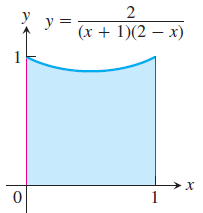 y
y = 2 / (x + 1)(2 − x)
1
0
1
x